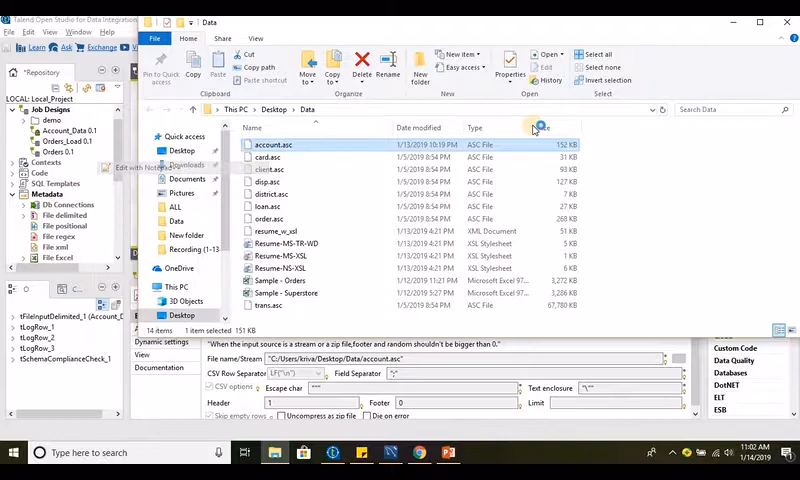 Talend Open Studio for Data Integration
Data
File Edit View Window Help
Learn Ask Exchange
File Home Share View
Pin to Quick access
Copy
Paste
Cut
Copy path
Paste shortcut
Move to
Copy to
Delete
Rename
New folder
New item
Easy access
Properties
Open
Edit
History
Select all
Select none
Invert selection
Clipboard Organize New Open Select
This PC > Desktop > Data
Search Data
*Repository
LOCAL: Local_Project
Job Designs
demo
Account_Data 0.1
Orders_Load 0.1
Orders 0.1
Contexts
Code
SQL Templates
Metadata
Db Connections
File delimited
File positional
File regex
File xml
File Excel
Edit with Notepad
Quick access
Desktop
Downloads
Documents
Pictures
ALL
Data
New folder
Recording (1-13
OneDrive
This PC
3D Objects
Desktop
Name Date modified Type
account.asc 1/13/2019 10:19 PM ASC File 152 KB
card.asc 1/5/2019 8:54 PM ASC File 31 KB
client.asc 1/5/2019 8:54 PM ASC File 93 KB
disp.asc 1/5/2019 8:54 PM ASC File 127 KB
district.asc 1/5/2019 8:54 PM ASC File 7 KB
loan.asc 1/5/2019 8:54 PM ASC File 27 KB
order.asc 1/5/2019 8:54 PM ASC File 268 KB
resume_w_xsl 1/13/2019 4:21 PM XML Document 51 KB
Resume-MS-TR-WD 1/13/2019 4:21 PM XSL Stylesheet 5 KB
Resume-MS-XSL 1/13/2019 4:21 PM XSL Stylesheet 1 KB
Resume-NS-XSL 1/13/2019 4:21 PM XSL Stylesheet 6 KB
Sample - Orders 1/12/2019 11:21 PM Microsoft Excel 97... 3,272 KB
Sample - Superstore 1/12/2019 5:27 PM Microsoft Excel 97... 3,286 KB
trans.asc 1/5/2019 8:54 PM ASC File 67,780 KB
14 items 1 item selected 151 KB
tFileInputDelimited_1 (Account_D
tLogRow_1
tLogRow_2
tLogRow_3
tSchemaComplianceCheck_1
Dynamic settings
View
Documentation
"When the input source is a stream or a zip file,footer and random shouldn't be bigger than 0."
File name/Stream "C:/Users/kriva/Desktop/Data/account.asc"
CSV Row Separator LF("\n") Field Separator ";"
CSV options Escape char """ Text enclosure "\""
Header 1 Footer 0 Limit
Skip empty rows Uncompress as zip file Die on error
Custom Code
Data Quality
Databases
DotNET
ELT
ESB
Type here to search
11:02 AM
1/14/2019